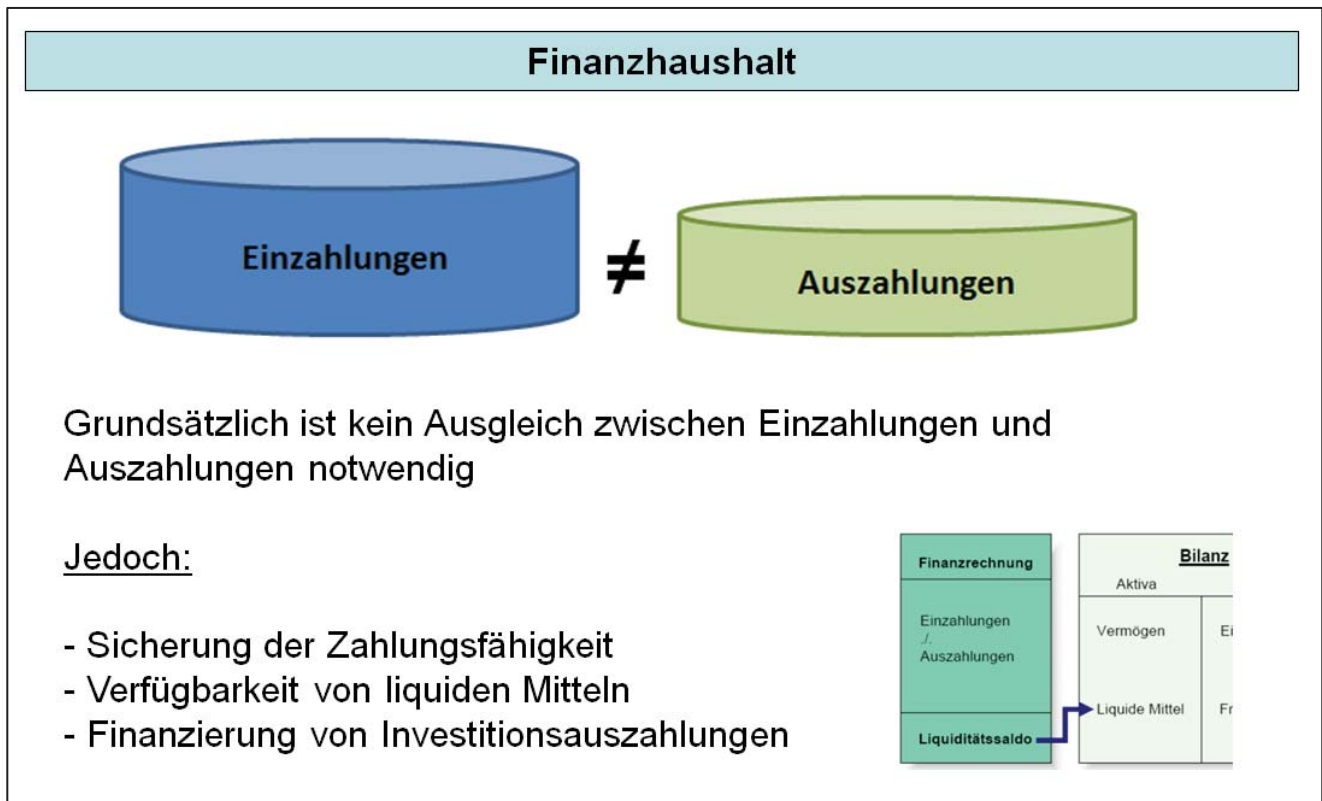 Finanzhaushalt
Einzahlungen
≠
Auszahlungen
Grundsätzlich ist kein Ausgleich zwischen Einzahlungen und
Auszahlungen notwendig
Jedoch:
- Sicherung der Zahlungsfähigkeit
- Verfügbarkeit von liquiden Mitteln
- Finanzierung von Investitionsauszahlungen
Finanzrechnung
Einzahlungen
./.
Auszahlungen
Liquiditätssaldo
Bilanz
Aktiva
Vermögen
Liquide Mittel